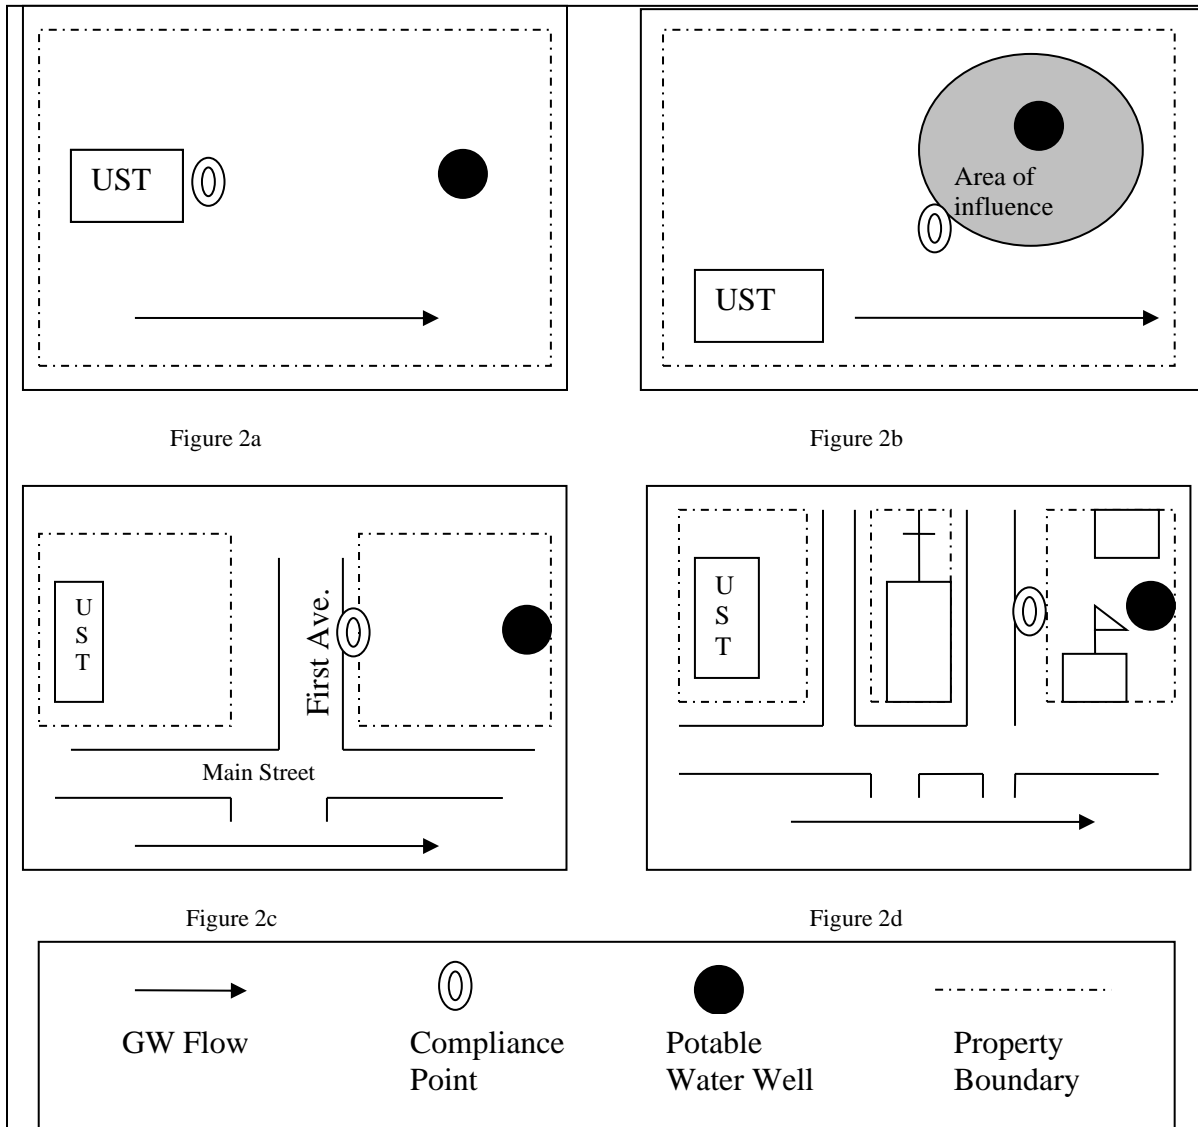 UST
UST
Area of
influence
Figure 2a
Figure 2b
U
S
T
First Ave.
Main Street
U
S
T
Figure 2c
Figure 2d
GW Flow
Compliance
Point
Potable
Water Well
Property
Boundary